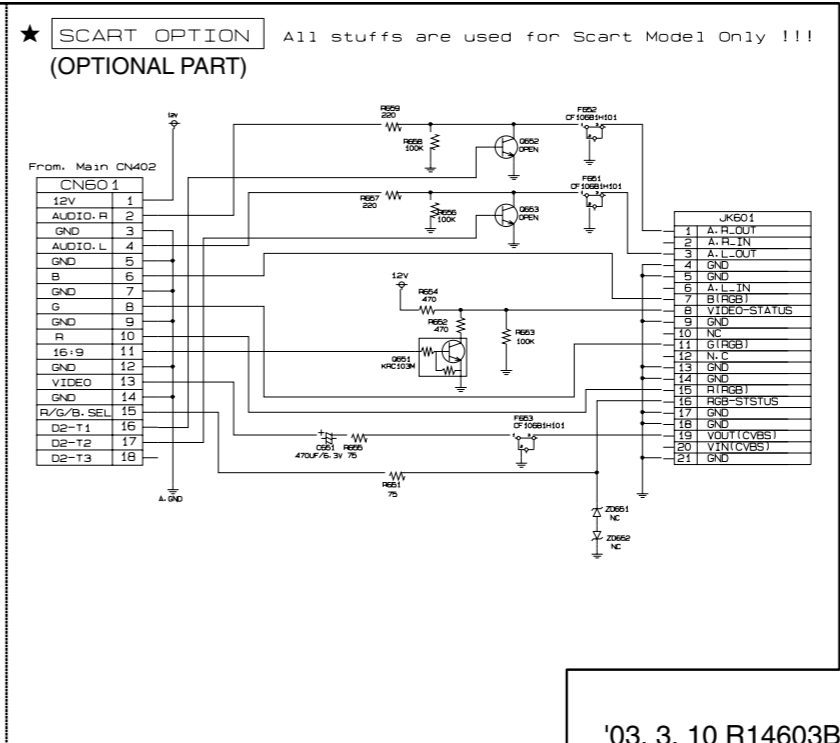 ★ SCART OPTION All stuffs are used for Scart Model Only !!!
(OPTIONAL PART)
12V
From. Main CN402
CN601
12V 1
AUDIO.R 2
GND 3
AUDIO.L 4
GND 5
B 6
GND 7
G 8
GND 9
R 10
16:9 11
GND 12
VIDEO 13
GND 14
R/G/B.SEL 15
D2-T1 16
D2-T2 17
D2-T3 18
A.GND
R659
220
R658
100K
Q652
OPEN
F652
CF106B1H101
R657
220
R656
100K
Q653
OPEN
F651
CF106B1H101
12V
R654
470
R652
470
R653
100K
Q651
KRC103M
F653
CF106B1H101
C651
470UF/6.3V
R655
75
R651
75
ZD651
NC
ZD652
NC
JK601
1 A.R_OUT
2 A.R_IN
3 A.L_OUT
4 GND
5 GND
6 A.L_IN
7 B(RGB)
8 VIDEO-STATUS
9 GND
10 NC
11 G(RGB)
12 N.C
13 GND
14 GND
15 R(RGB)
16 RGB-STSTUS
17 GND
18 GND
19 VOUT(CVBS)
20 VIN(CVBS)
21 GND
'03. 3. 10 R14603B